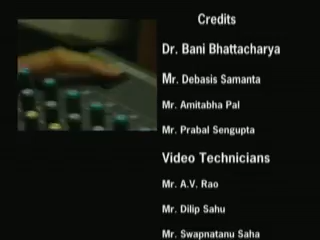 Credits
Dr. Bani Bhattacharya
Mr. Debasis Samanta
Mr. Amitabha Pal
Mr. Prabal Sengupta
Video Technicians
Mr. A.V. Rao
Mr. Dilip Sahu
Mr. Swapnatanu Saha